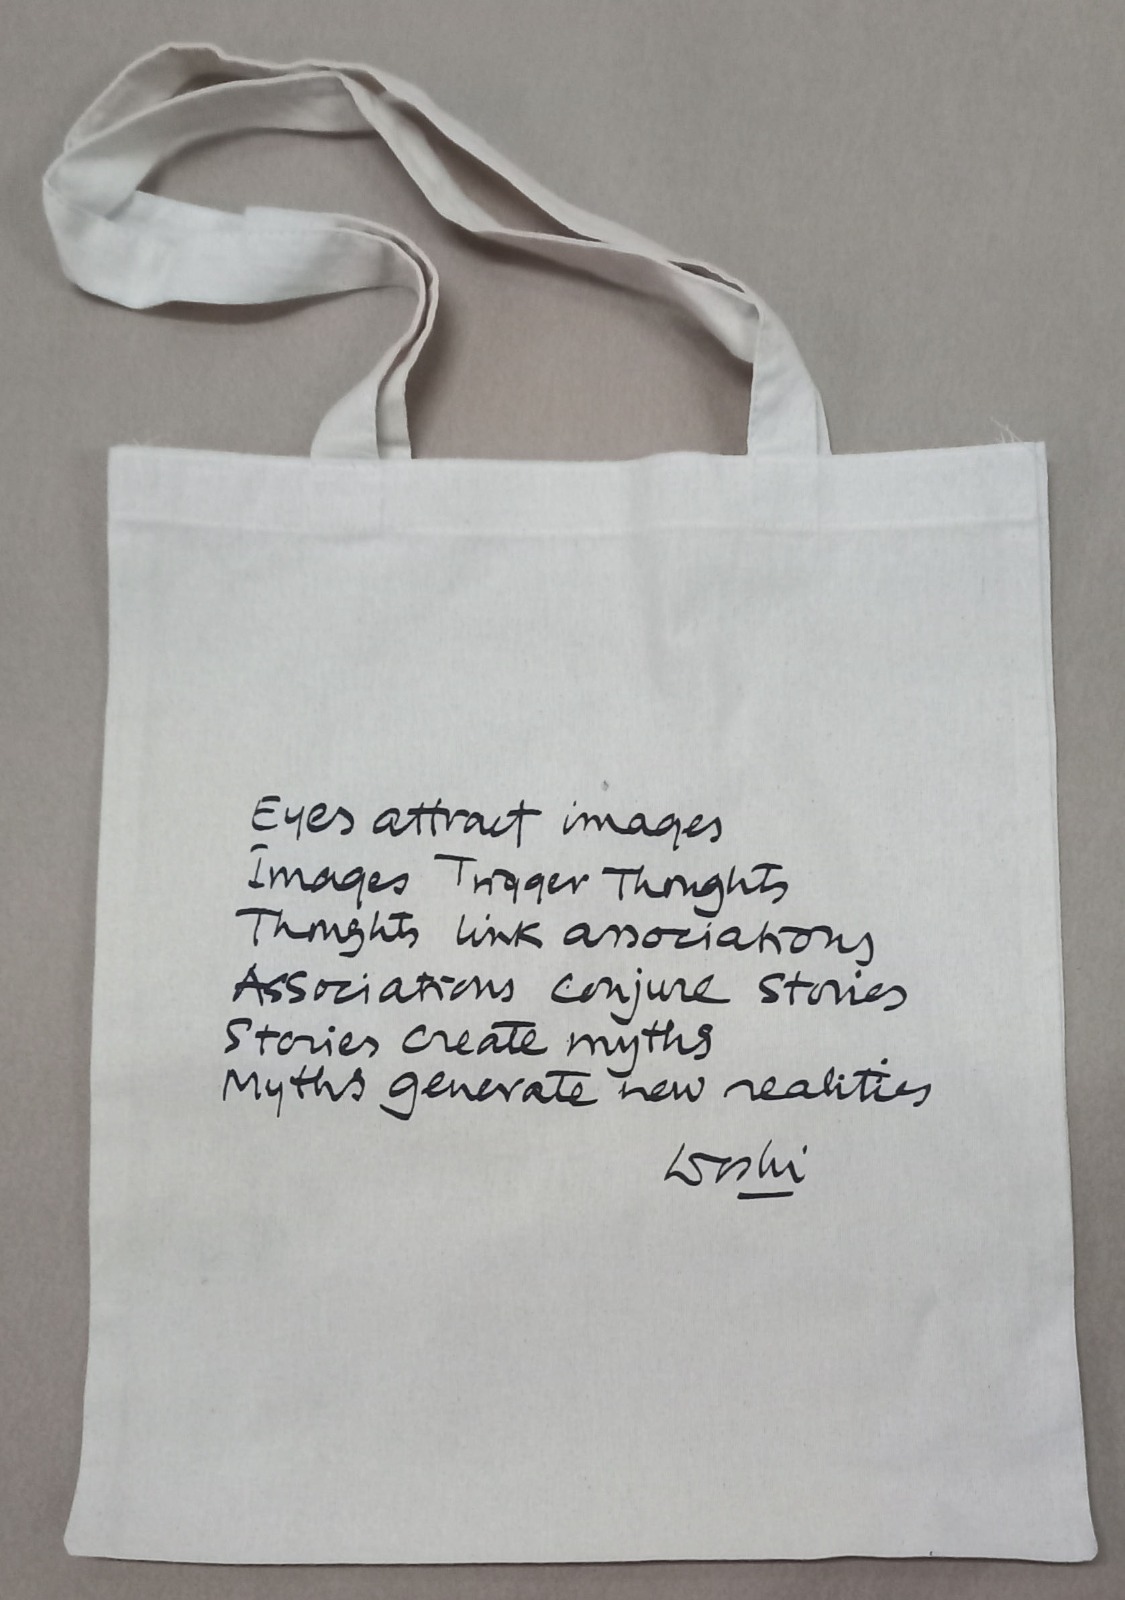 Eyes attract images
Images Trigger Thoughts
Thoughts link associations
Associations conjure stories
Stories create myths
Myths generate new realities
Doshi